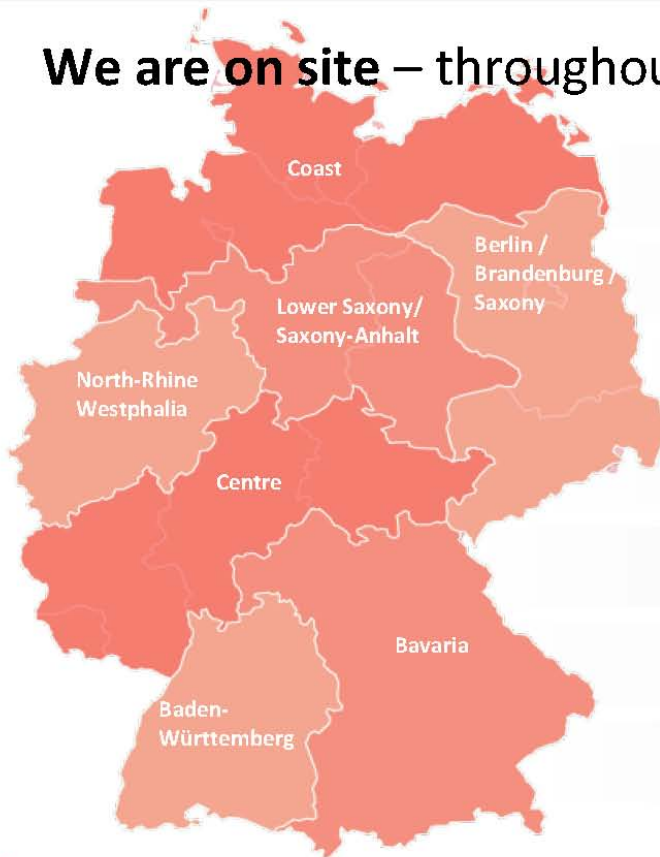 We are on site – throughou
Coast
Berlin /
Brandenburg /
Saxony
Lower Saxony/
Saxony-Anhalt
North-Rhine
Westphalia
Centre
Bavaria
Baden-
Württemberg